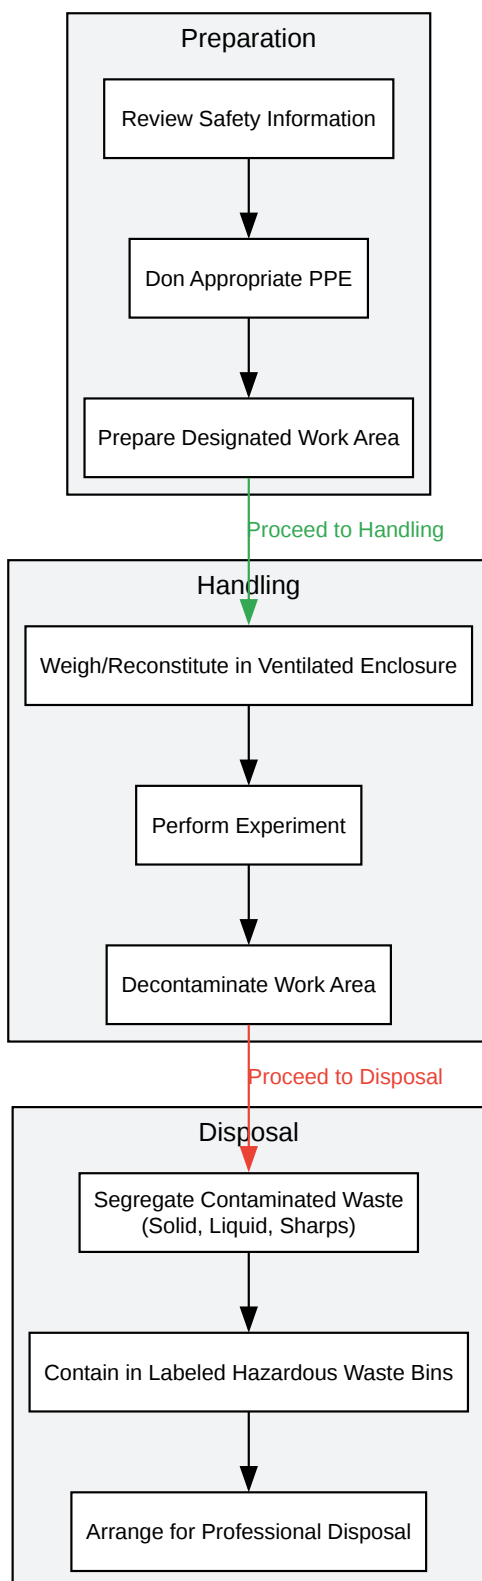 Preparation
Review Safety Information
Don Appropriate PPE
Prepare Designated Work Area
Proceed to Handling
Handling
Weigh/Reconstitute in Ventilated Enclosure
Perform Experiment
Decontaminate Work Area
Proceed to Disposal
Disposal
Segregate Contaminated Waste
(Solid, Liquid, Sharps)
Contain in Labeled Hazardous Waste Bins
Arrange for Professional Disposal